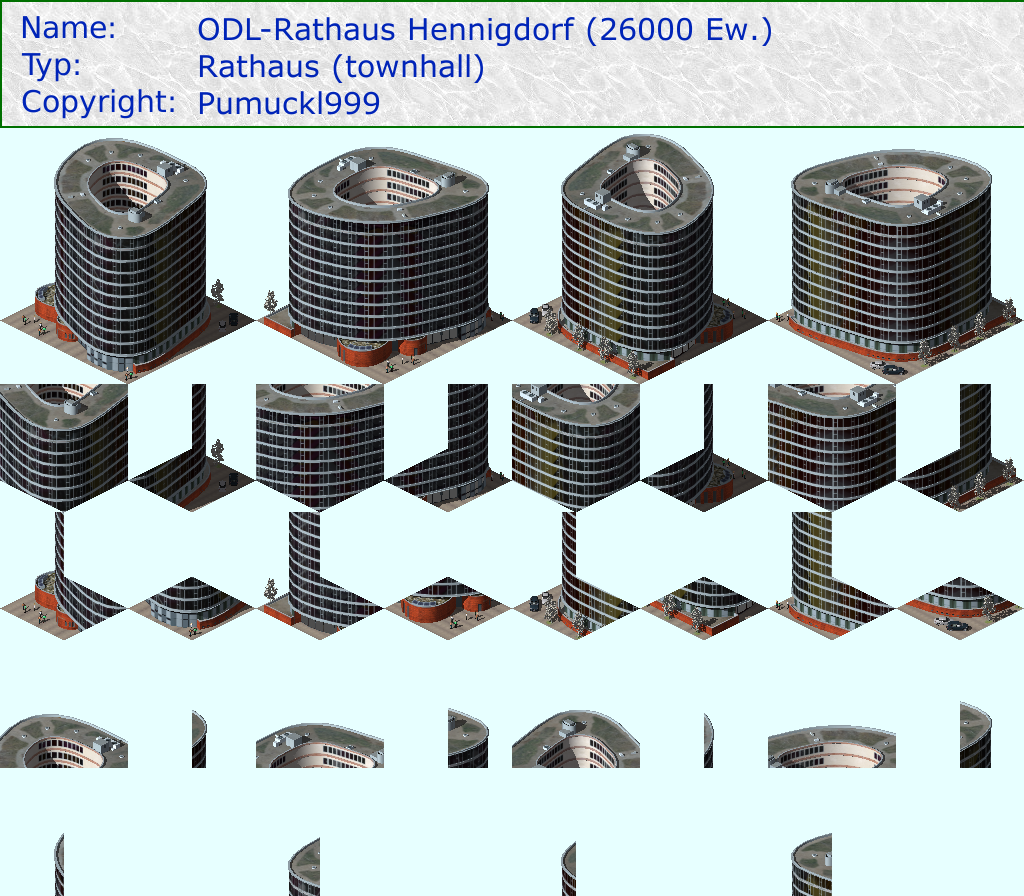 Name: ODL-Rathaus Hennigdorf (26000 Ew.)
Typ: Rathaus (townhall)
Copyright: Pumuckl999